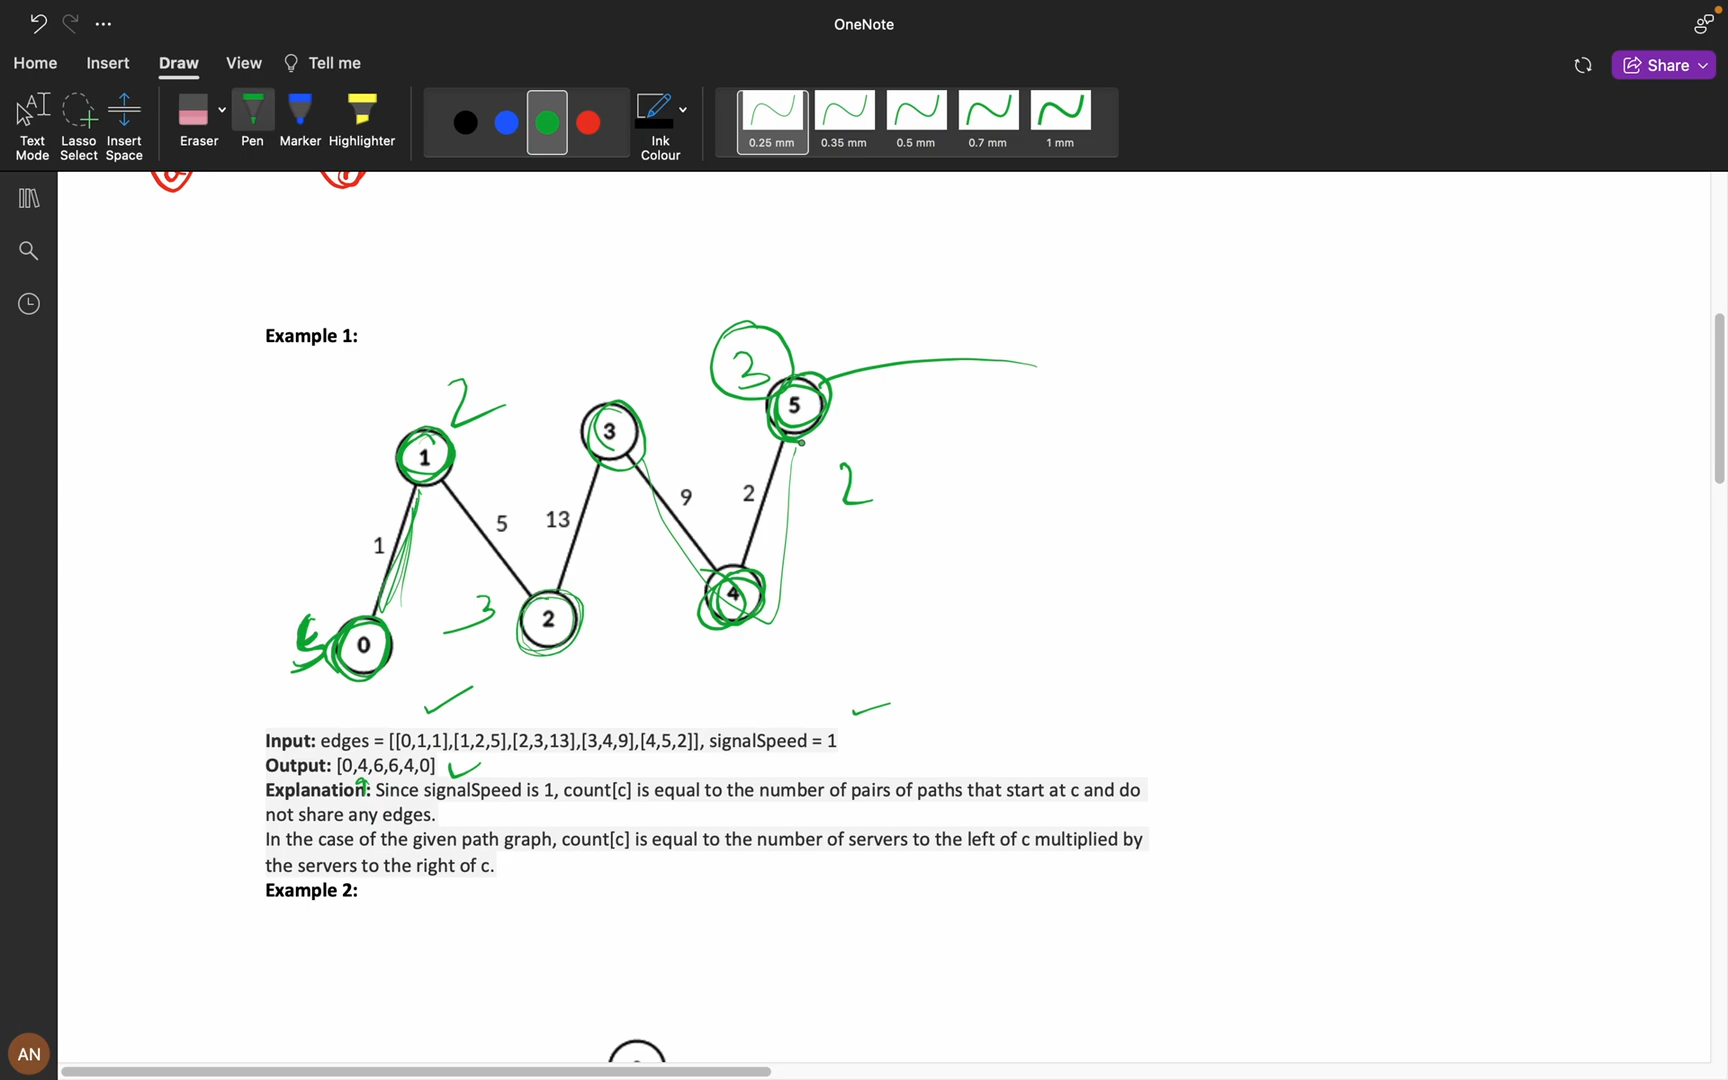 OneNote
Home Insert Draw View Tell me
Share
Text Mode
Lasso Select
Insert Space
Eraser
Pen
Marker
Highlighter
Ink Colour
0.25 mm
0.35 mm
0.5 mm
0.7 mm
1 mm
Example 1:
3
2
5
3
1
9
2
2
5
13
1
3
4
2
0
Input: edges = [[0,1,1],[1,2,5],[2,3,13],[3,4,9],[4,5,2]], signalSpeed = 1
Output: [0,4,6,6,4,0]
Explanation: Since signalSpeed is 1, count[c] is equal to the number of pairs of paths that start at c and do
not share any edges.
In the case of the given path graph, count[c] is equal to the number of servers to the left of c multiplied by
the servers to the right of c.
Example 2:
AN